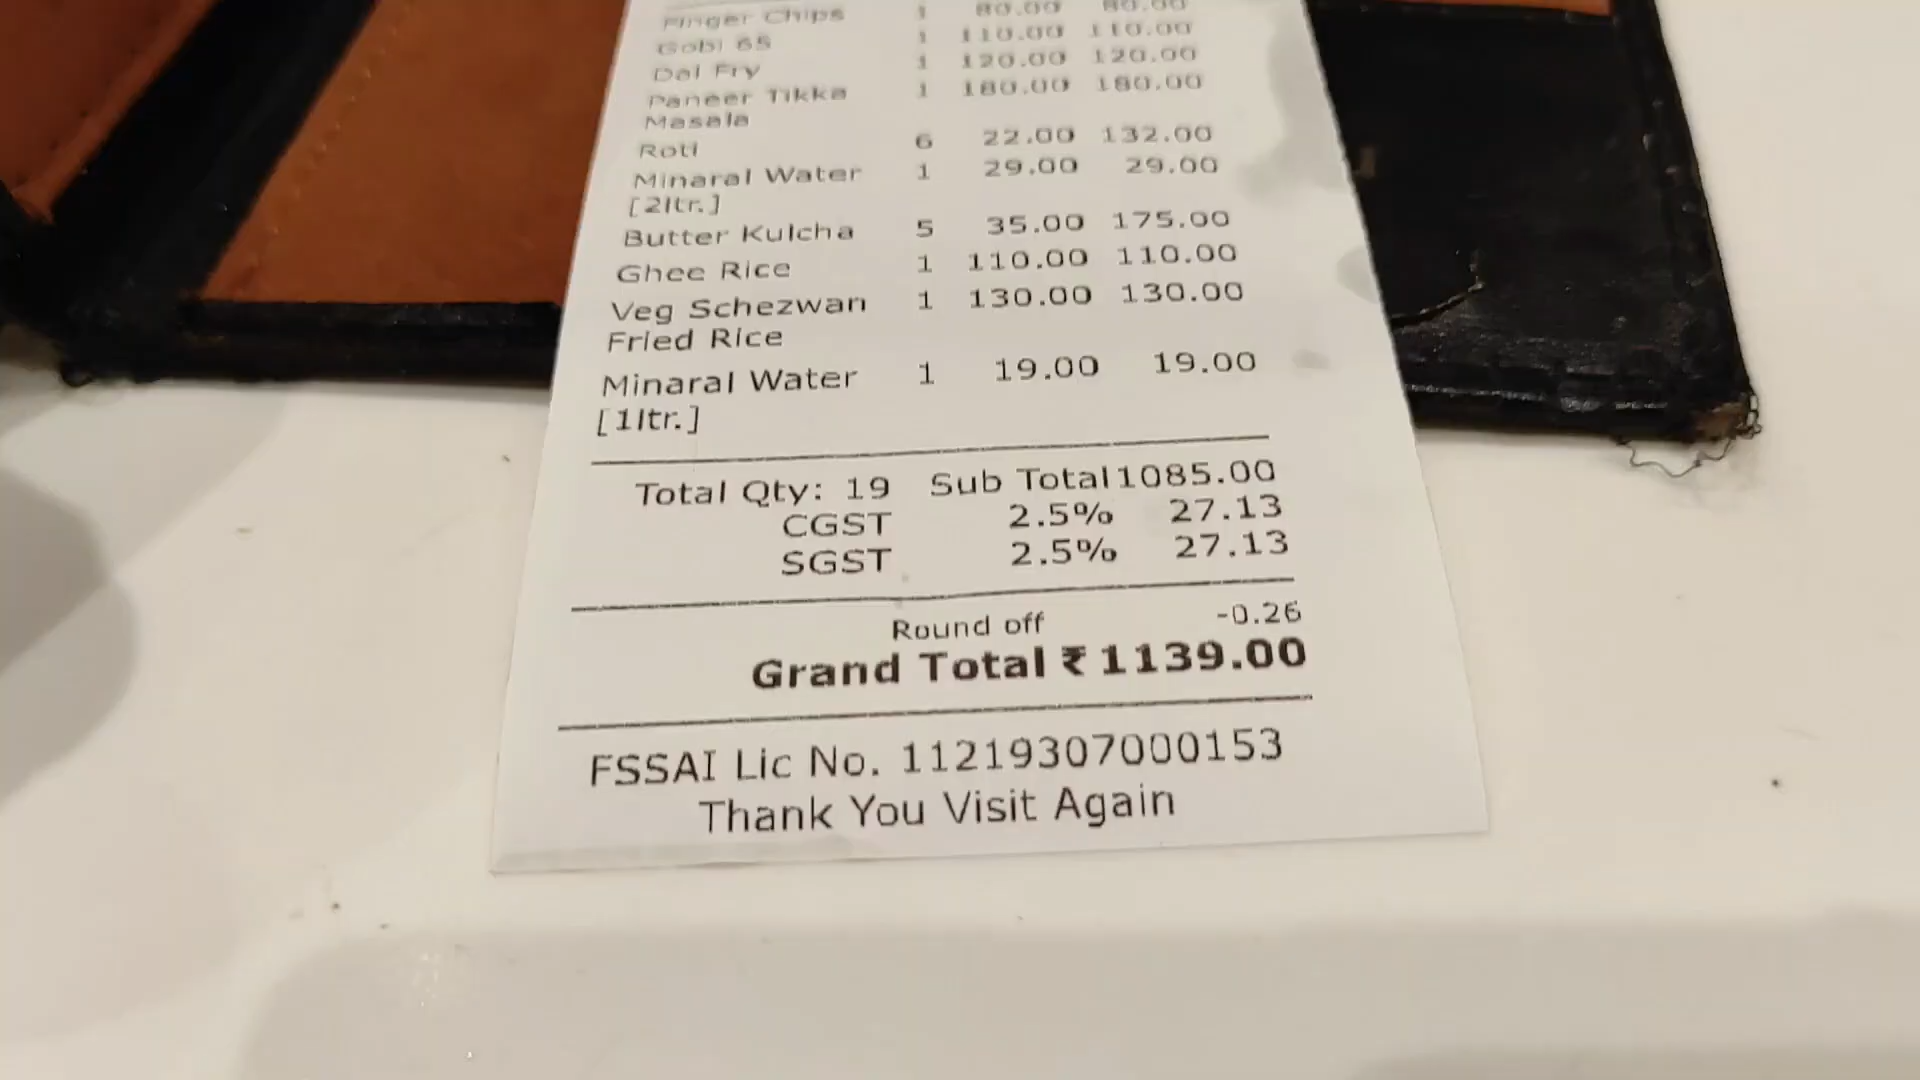 Finger Chips 1 80.00 80.00
Gobi 65 1 110.00 110.00
Dal Fry 1 120.00 120.00
Paneer Tikka 1 180.00 180.00
Masala
Roti 6 22.00 132.00
Minaral Water 1 29.00 29.00
[2ltr.]
Butter Kulcha 5 35.00 175.00
Ghee Rice 1 110.00 110.00
Veg Schezwan 1 130.00 130.00
Fried Rice
Minaral Water 1 19.00 19.00
[1ltr.]
Total Qty: 19 Sub Total 1085.00
CGST 2.5% 27.13
SGST 2.5% 27.13
Round off -0.26
Grand Total ₹ 1139.00
FSSAI Lic No. 11219307000153
Thank You Visit Again